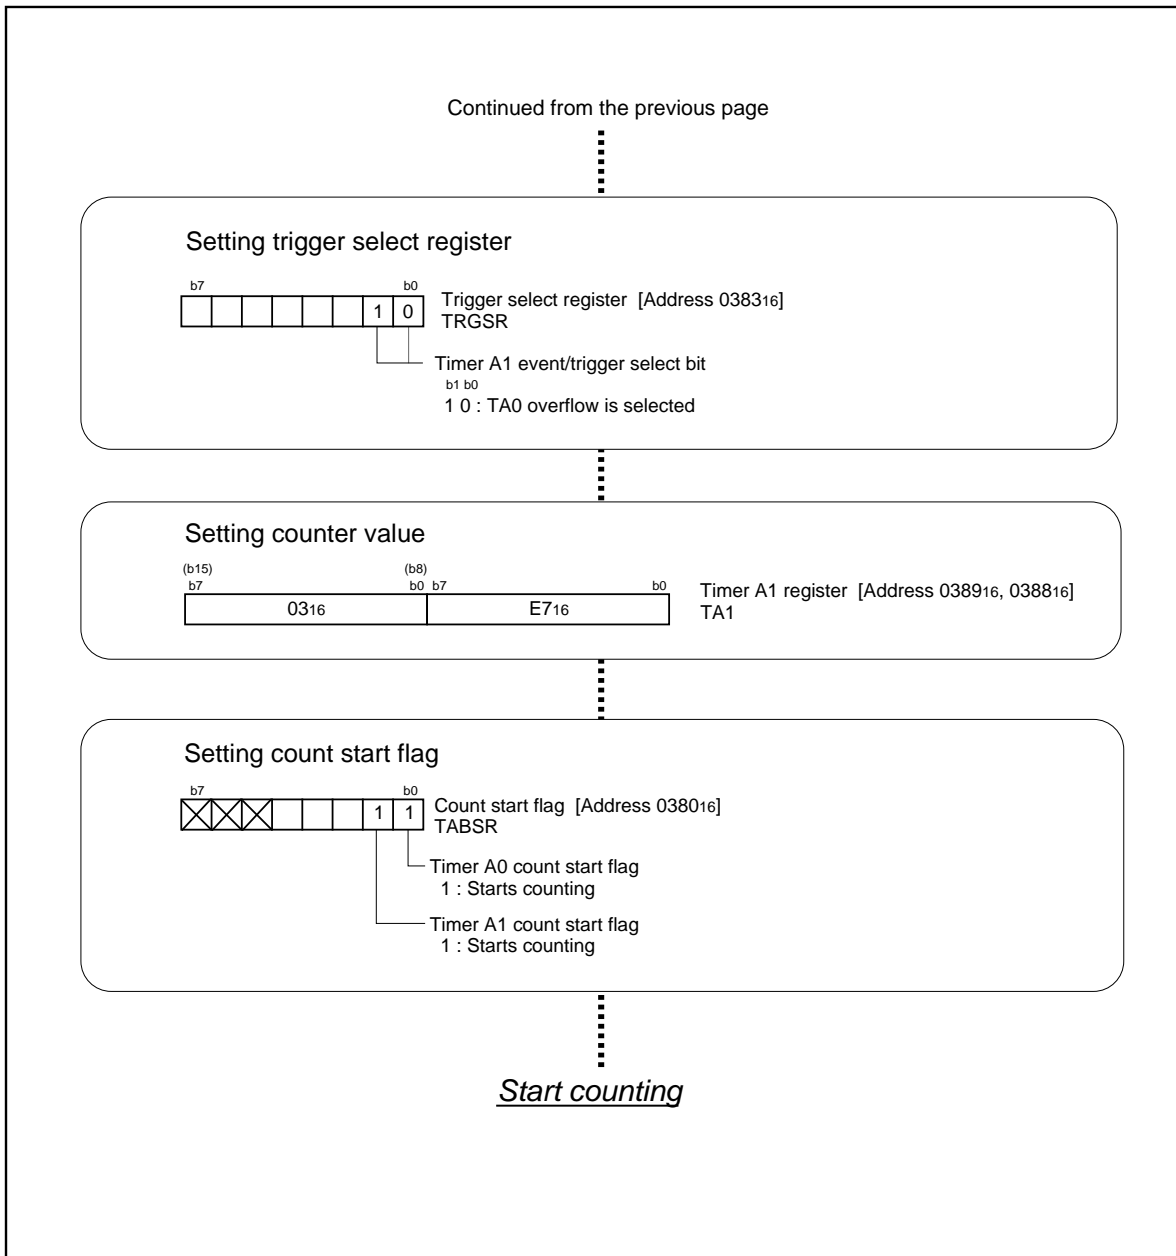 Continued from the previous page
Setting trigger select register
b7 b0
1 0
Trigger select register [Address 038316]
TRGSR
Timer A1 event/trigger select bit
b1 b0
1 0 : TA0 overflow is selected
Setting counter value
(b15) (b8)
b7 b0 b7 b0
0316 E716
Timer A1 register [Address 038916, 038816]
TA1
Setting count start flag
b7 b0
1 1
Count start flag [Address 038016]
TABSR
Timer A0 count start flag
1 : Starts counting
Timer A1 count start flag
1 : Starts counting
Start counting